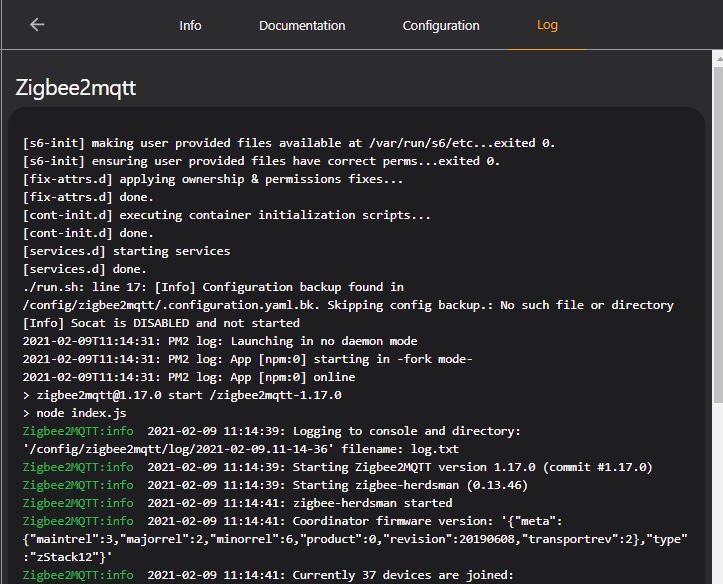 Info Documentation Configuration Log
Zigbee2mqtt
[s6-init] making user provided files available at /var/run/s6/etc...exited 0.
[s6-init] ensuring user provided files have correct perms...exited 0.
[fix-attrs.d] applying ownership & permissions fixes...
[fix-attrs.d] done.
[cont-init.d] executing container initialization scripts...
[cont-init.d] done.
[services.d] starting services
[services.d] done.
./run.sh: line 17: [Info] Configuration backup found in
/config/zigbee2mqtt/.configuration.yaml.bk. Skipping config backup.: No such file or directory
[Info] Socat is DISABLED and not started
2021-02-09T11:14:31: PM2 log: Launching in no daemon mode
2021-02-09T11:14:31: PM2 log: App [npm:0] starting in -fork mode-
2021-02-09T11:14:31: PM2 log: App [npm:0] online
> zigbee2mqtt@1.17.0 start /zigbee2mqtt-1.17.0
> node index.js
Zigbee2MQTT:info  2021-02-09 11:14:39: Logging to console and directory:
'/config/zigbee2mqtt/log/2021-02-09.11-14-36' filename: log.txt
Zigbee2MQTT:info  2021-02-09 11:14:39: Starting Zigbee2MQTT version 1.17.0 (commit #1.17.0)
Zigbee2MQTT:info  2021-02-09 11:14:39: Starting zigbee-herdsman (0.13.46)
Zigbee2MQTT:info  2021-02-09 11:14:41: zigbee-herdsman started
Zigbee2MQTT:info  2021-02-09 11:14:41: Coordinator firmware version: '{"meta":
{"maintrel":3,"majorrel":2,"minorrel":6,"product":0,"revision":20190608,"transportrev":2},"type"
:"zStack12"}'
Zigbee2MQTT:info  2021-02-09 11:14:41: Currently 37 devices are joined: